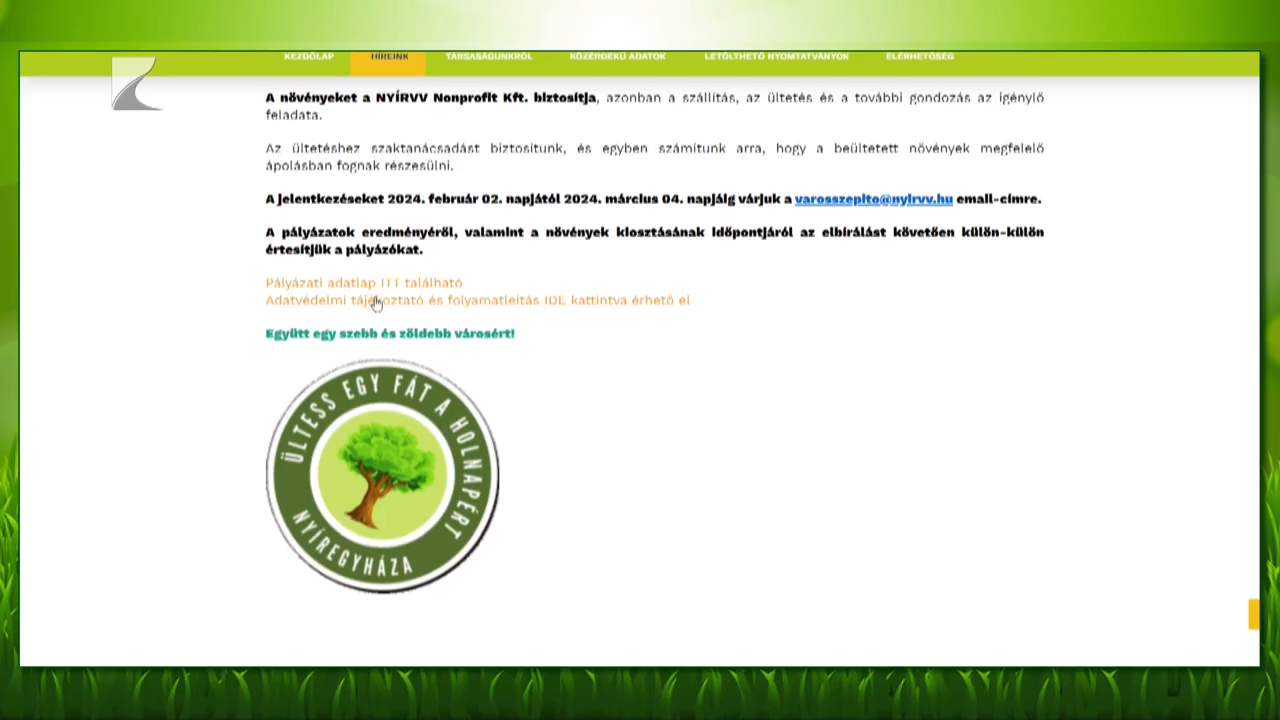 KEZDŐLAP HÍREINK TÁRSASÁGUNKRÓL KÖZÉRDEKŰ ADATOK LETÖLTHETŐ NYOMTATVÁNYOK ELÉRHETŐSÉG
A növényeket a NYÍRVV Nonprofit Kft. biztosítja, azonban a szállítás, az ültetés és a további gondozás az igénylő
feladata.
Az ültetéshez szaktanácsadást biztosítunk, és egyben számítunk arra, hogy a beültetett növények megfelelő
ápolásban fognak részesülni.
A jelentkezéseket 2024. február 02. napjától 2024. március 04. napjáig várjuk a varosszepito@nyirvv.hu email-címre.
A pályázatok eredményéről, valamint a növények kiosztásának időpontjáról az elbírálást követően külön-külön
értesítjük a pályázókat.
Pályázati adatlap ITT található
Adatvédelmi tájékoztató és folyamatleítás IDE kattintva érhető el
Együtt egy szebb és zöldebb városért!
ÜLTESS EGY FÁT A HOLNAPÉRT
NYÍREGYHÁZA